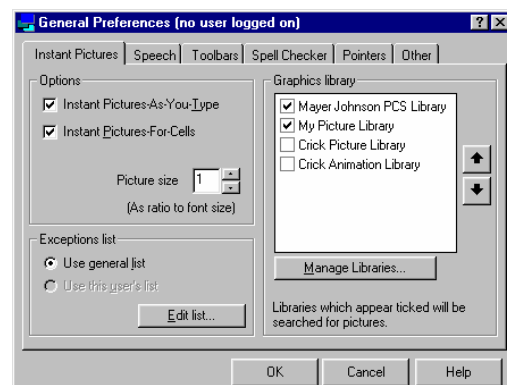 General Preferences (no user logged on)
Instant Pictures
Speech
Toolbars
Spell Checker
Pointers
Other
Options
Instant Pictures-As-You-Type
Instant Pictures-For-Cells
Picture size 1
(As ratio to font size)
Exceptions list
Use general list
Use this user's list
Edit list...
Graphics library
Mayer Johnson PCS Library
My Picture Library
Crick Picture Library
Crick Animation Library
Manage Libraries...
Libraries which appear ticked will be
searched for pictures.
OK
Cancel
Help